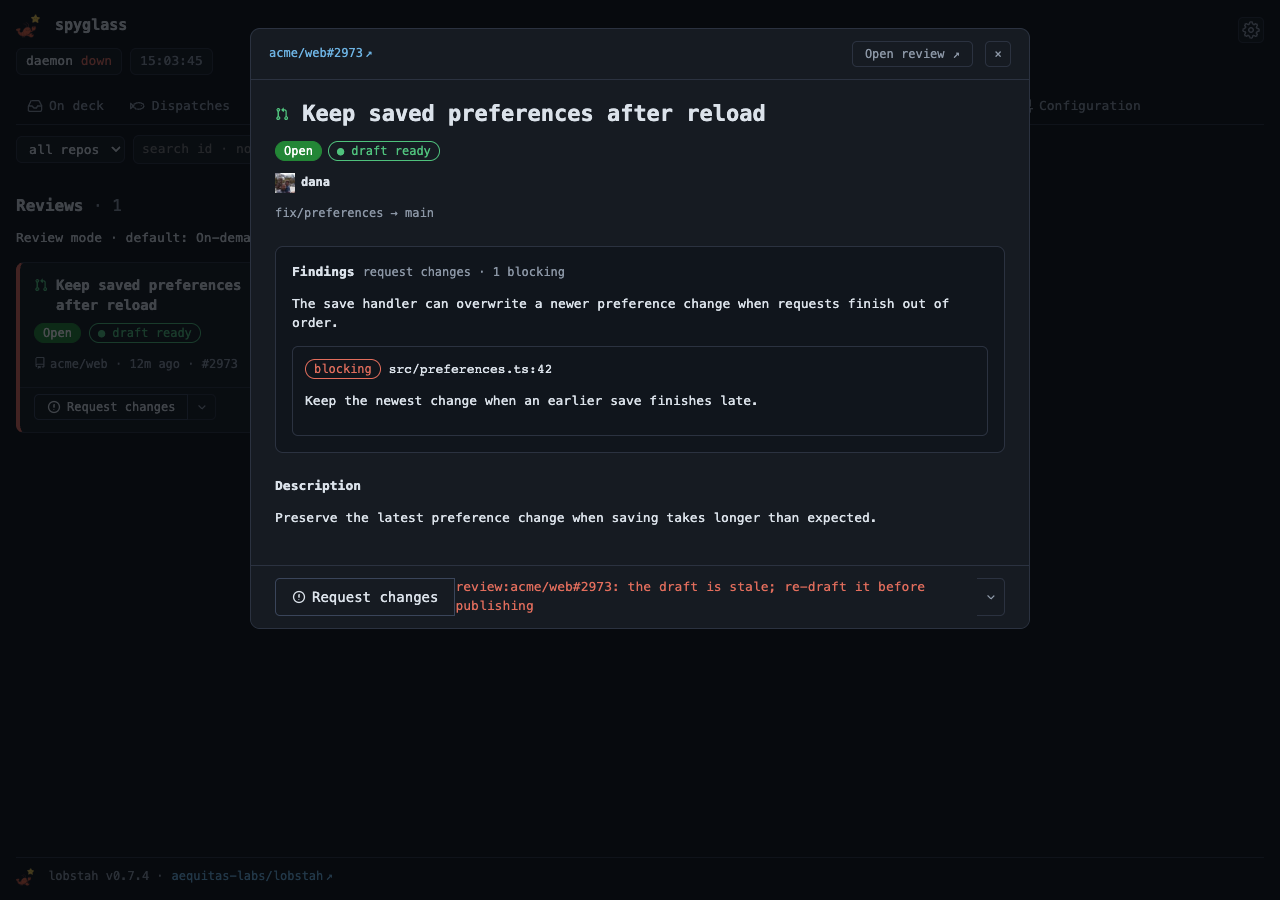 spyglass
daemon down
15:03:45
On deck
Dispatches
Configuration
all repos
search id · no
Reviews · 1
Review mode · default: On-dema
Keep saved preferences
after reload
Open
draft ready
acme/web · 12m ago · #2973
Request changes
acme/web#2973↗
Open review ↗
×
Keep saved preferences after reload
Open
draft ready
dana
fix/preferences → main
Findings request changes · 1 blocking
The save handler can overwrite a newer preference change when requests finish out of
order.
blocking src/preferences.ts:42
Keep the newest change when an earlier save finishes late.
Description
Preserve the latest preference change when saving takes longer than expected.
Request changes
review:acme/web#2973: the draft is stale; re-draft it before
publishing
lobstah v0.7.4 · aequitas-labs/lobstah↗